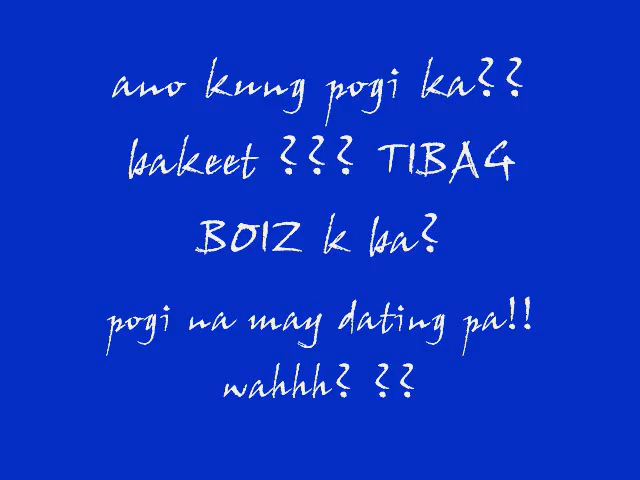 ano kung pogi ka??
bakeet ??? TIBAG
BOIZ k ba?
pogi na may dating pa!!
wahhh? ??